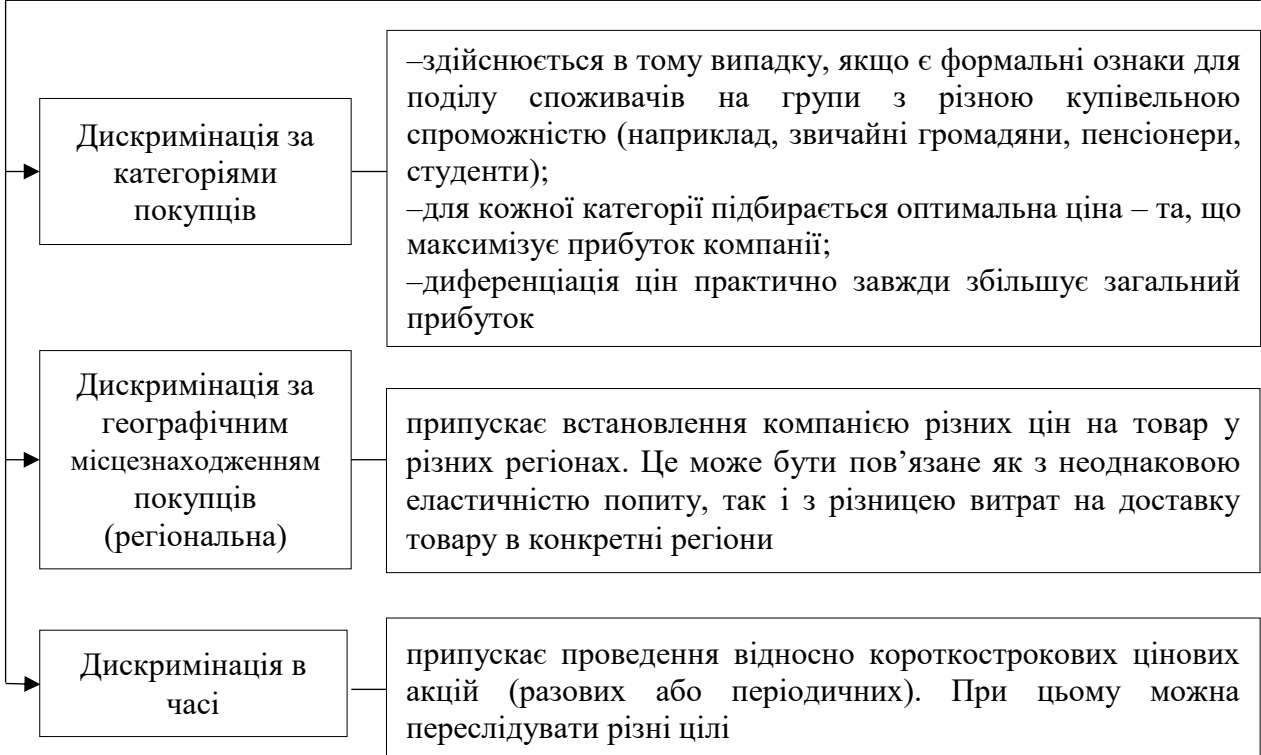 Дискримінація за
категоріями
покупців
–здійснюється в тому випадку, якщо є формальні ознаки для
поділу споживачів на групи з різною купівельною
спроможністю (наприклад, звичайні громадяни, пенсіонери,
студенти);
–для кожної категорії підбирається оптимальна ціна – та, що
максимізує прибуток компанії;
–диференціація цін практично завжди збільшує загальний
прибуток
Дискримінація за
географічним
місцезнаходженням
покупців
(регіональна)
припускає встановлення компанією різних цін на товар у
різних регіонах. Це може бути пов’язане як з неоднаковою
еластичністю попиту, так і з різницею витрат на доставку
товару в конкретні регіони
Дискримінація в
часі
припускає проведення відносно короткострокових цінових
акцій (разових або періодичних). При цьому можна
переслідувати різні цілі